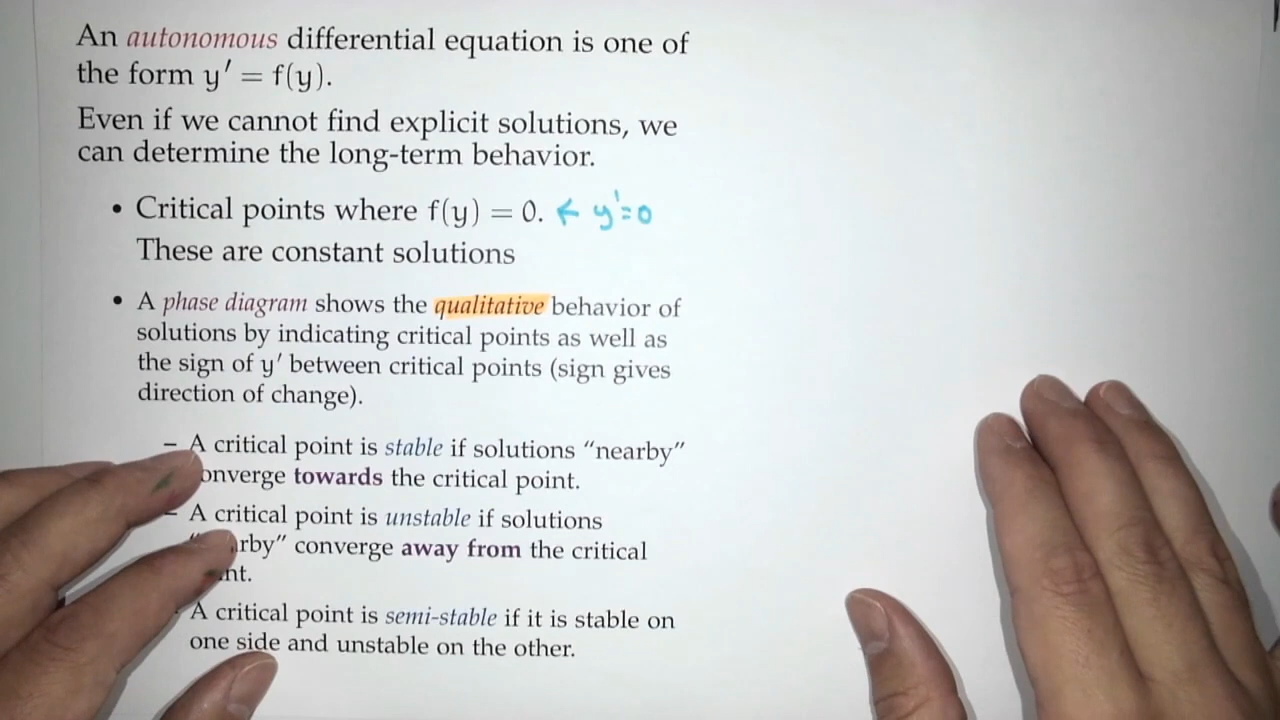 An autonomous differential equation is one of
the form y′ = f(y).
Even if we cannot find explicit solutions, we
can determine the long-term behavior.
• Critical points where f(y) = 0. ← y'=0
These are constant solutions
• A phase diagram shows the qualitative behavior of
solutions by indicating critical points as well as
the sign of y′ between critical points (sign gives
direction of change).
– A critical point is stable if solutions “nearby”
onverge towards the critical point.
– A critical point is unstable if solutions
rby” converge away from the critical
nt.
A critical point is semi-stable if it is stable on
one side and unstable on the other.